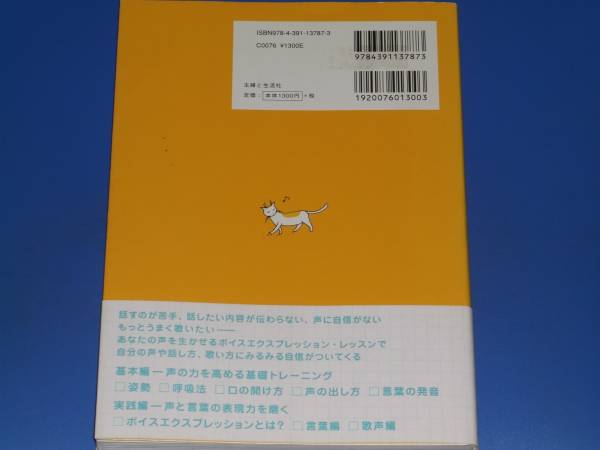 ISBN978-4-391-13787-3
C0076 ¥1300E
主婦と生活社
定価：本体1300円+税
9784391137873
1920076013003
話すのが苦手、話したい内容が伝わらない、声に自信がない
もっとうまく歌いたい——
あなたの声を生かせるボイスエクスプレッション・レッスンで
自分の声や話し方、歌い方にみるみる自信がついてくる
基本編—声の力を高める基礎トレーニング
□姿勢 □呼吸法 □口の開け方 □声の出し方 □言葉の発音
実践編—声と言葉の表現力を磨く
□ボイスエクスプレッションとは? □言葉編 □歌声編